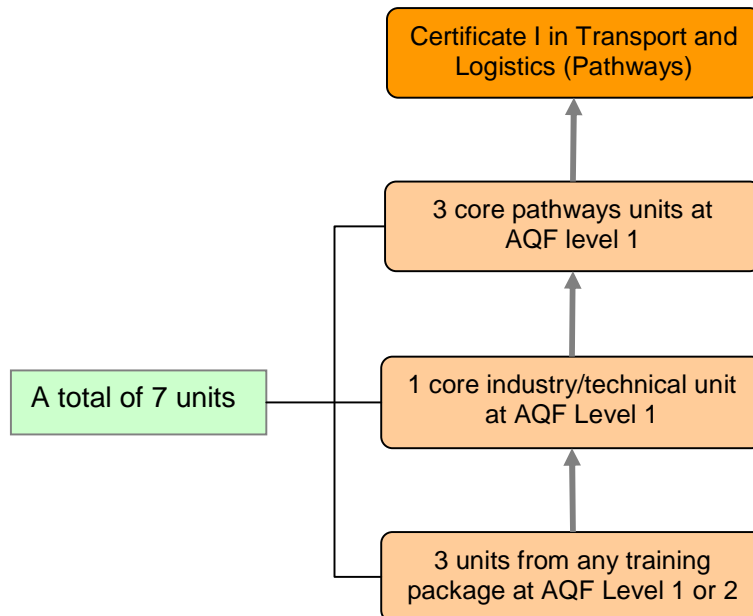 Certificate I in Transport and
Logistics (Pathways)
3 core pathways units at
AQF level 1
A total of 7 units
1 core industry/technical unit
at AQF Level 1
3 units from any training
package at AQF Level 1 or 2